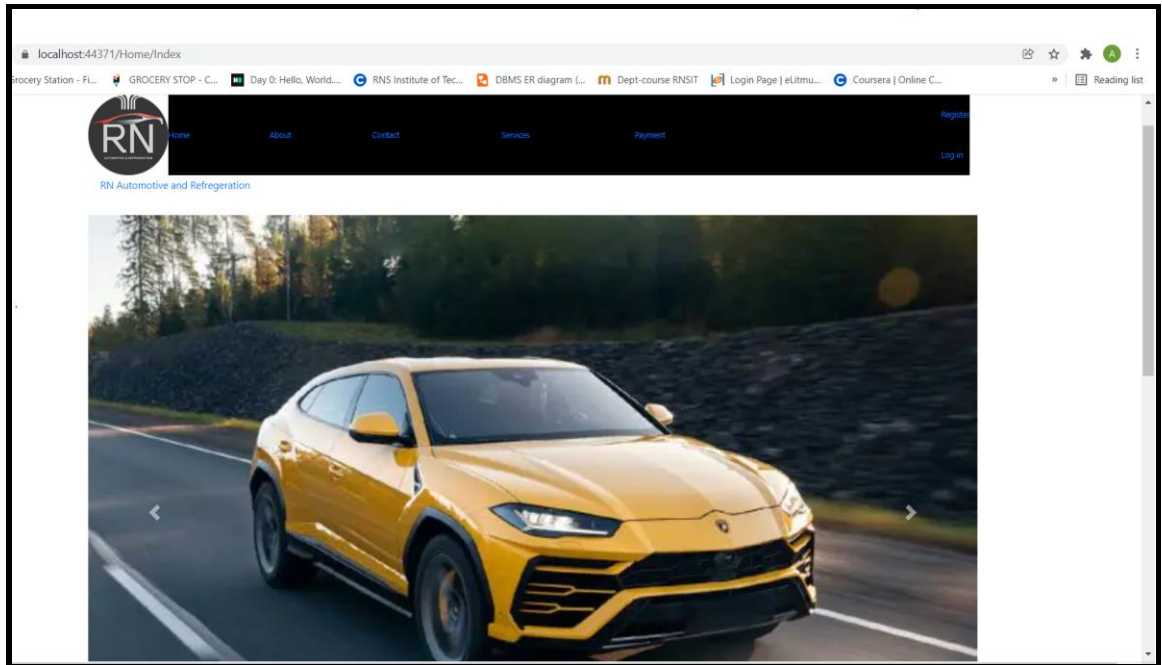 localhost:44371/Home/Index
Grocery Station - Fi... GROCERY STOP - C... Day 0: Hello, World.... RNS Institute of Tec... DBMS ER diagram (... Dept-course RNSIT Login Page | eLitmu... Coursera | Online C... » Reading list
A
RN
Register
Home About Contact Services Payment
Log in
RN Automotive and Refregeration